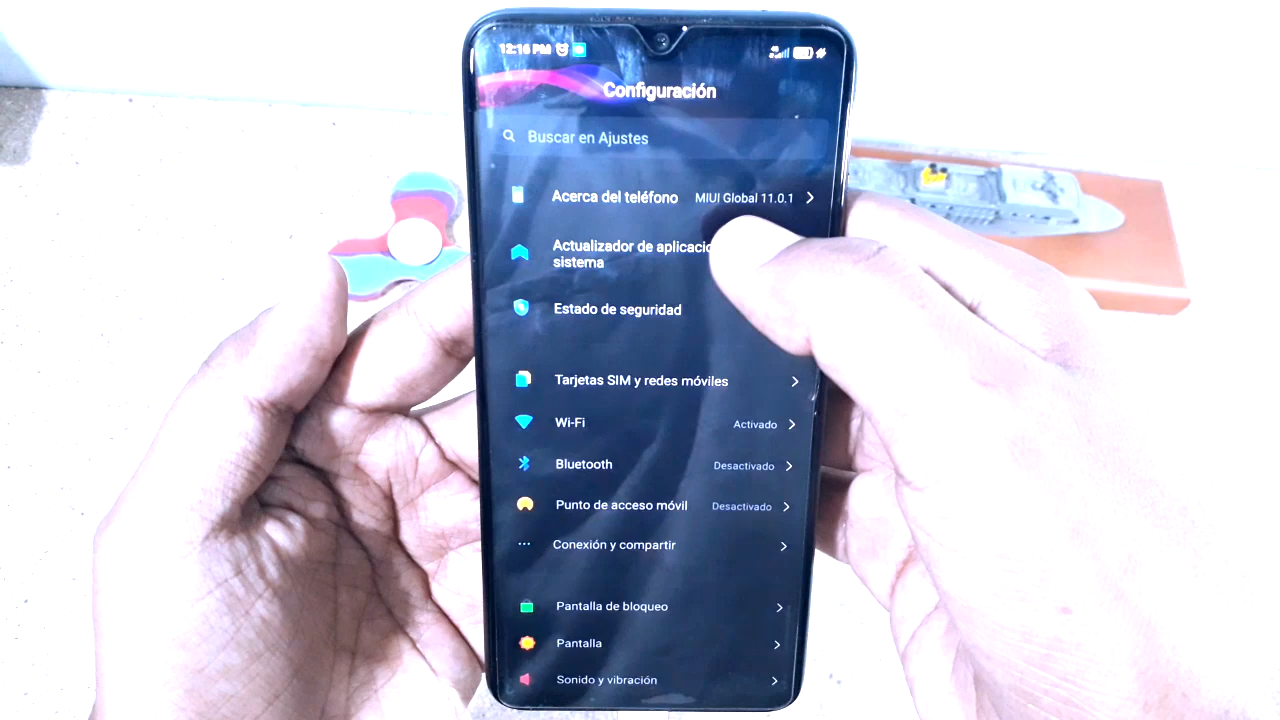 12:16 PM
4G
Configuración
Buscar en Ajustes
Acerca del teléfono MIUI Global 11.0.1
Actualizador de
sistema
Estado de seguridad
Tarjetas SIM y redes móviles
Wi-Fi Activado
Bluetooth Desactivado
Punto de acceso móvil Desactivado
Conexión y compartir
Pantalla de bloqueo
Pantalla
Sonido y vibración